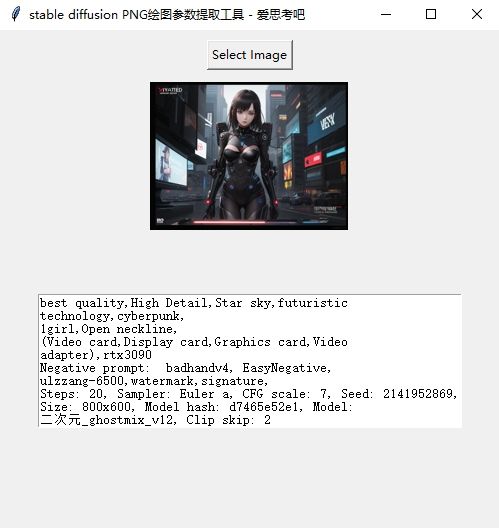 stable diffusion PNG绘图参数提取工具 - 爱思考吧
Select Image
best quality,High Detail,Star sky,futuristic
technology,cyberpunk,
1girl,Open neckline,
(Video card,Display card,Graphics card,Video
adapter),rtx3090
Negative prompt:  badhandv4, EasyNegative,
ulzzang-6500,watermark,signature,
Steps: 20, Sampler: Euler a, CFG scale: 7, Seed: 2141952869,
Size: 800x600, Model hash: d7465e52e1, Model:
二次元_ghostmix_v12, Clip skip: 2